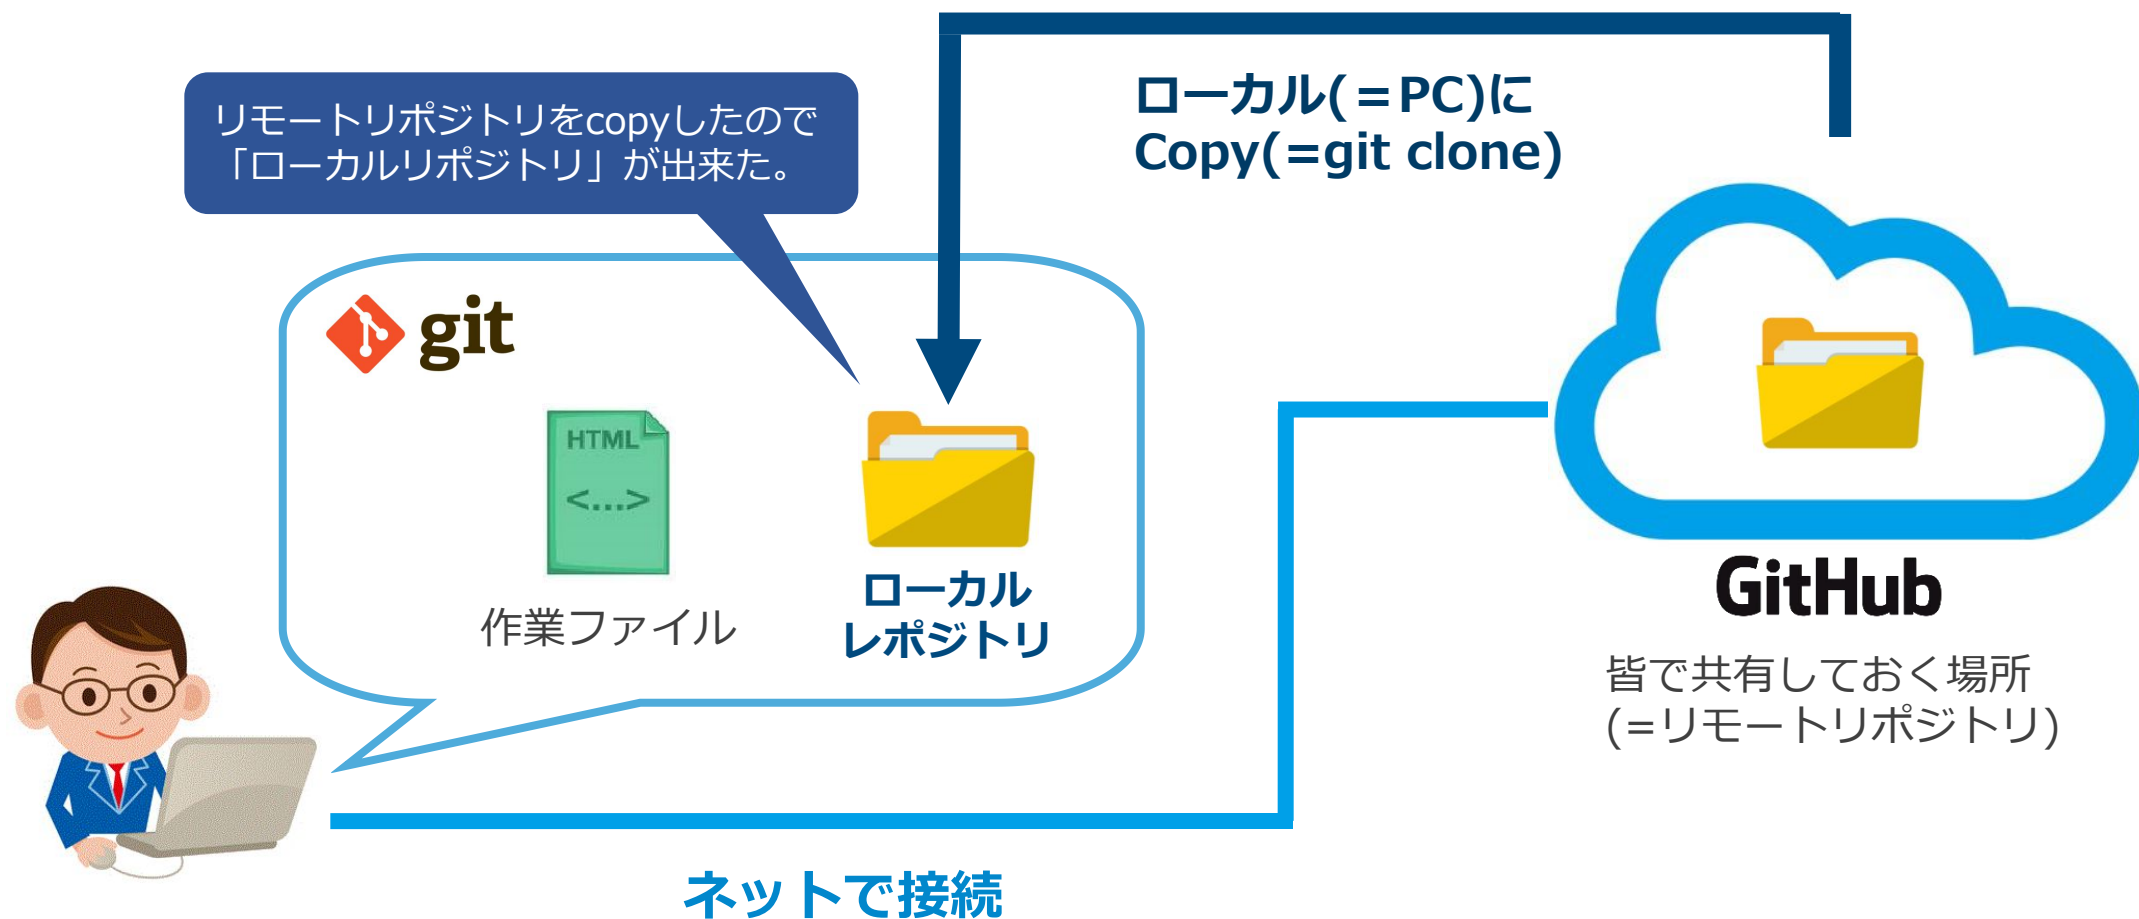 ローカル(=PC)に
Copy(=git clone)
リモートリポジトリをcopyしたので
「ローカルリポジトリ」が出来た。
git
HTML
<...>
作業ファイル
ローカル
レポジトリ
GitHub
皆で共有しておく場所
(=リモートリポジトリ)
ネットで接続